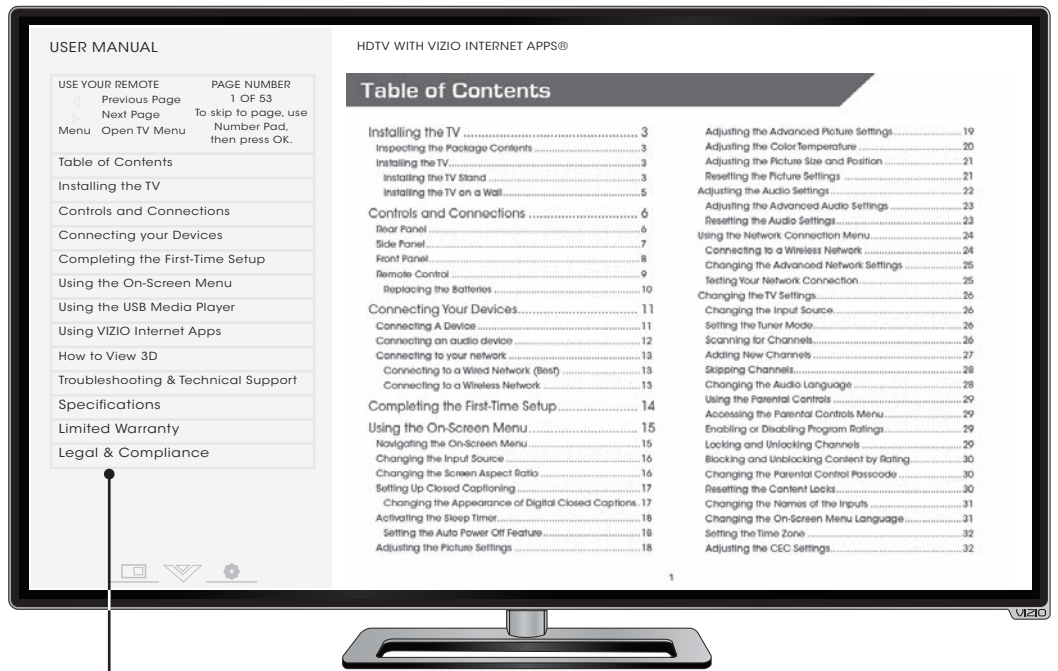 USER MANUAL
USE YOUR REMOTE
Previous Page
Next Page
Menu Open TV Menu
PAGE NUMBER
1 OF 53
To skip to page, use
Number Pad,
then press OK.
Table of Contents
Installing the TV
Controls and Connections
Connecting your Devices
Completing the First-Time Setup
Using the On-Screen Menu
Using the USB Media Player
Using VIZIO Internet Apps
How to View 3D
Troubleshooting & Technical Support
Specifications
Limited Warranty
Legal & Compliance
HDTV WITH VIZIO INTERNET APPS®
Table of Contents
Installing the TV ........ 3
Inspecting the Package Contents ........ 3
Installing the TV ........ 3
Installing the TV Stand ........ 3
Installing the TV on a Wall ........ 5
Controls and Connections ........ 6
Rear Panel ........ 6
Side Panel ........ 7
Front Panel ........ 8
Remote Control ........ 9
Replacing the Batteries ........ 10
Connecting Your Devices ........ 11
Connecting A Device ........ 11
Connecting an audio device ........ 12
Connecting to your network ........ 13
Connecting to a Wired Network (Best) ........ 13
Connecting to a Wireless Network ........ 13
Completing the First-Time Setup ........ 14
Using the On-Screen Menu ........ 15
Navigating the On-Screen Menu ........ 15
Changing the Input Source ........ 16
Changing the Screen Aspect Ratio ........ 16
Setting Up Closed Captioning ........ 17
Changing the Appearance of Digital Closed Captions. 17
Activating the Sleep Timer ........ 18
Setting the Auto Power Off Feature ........ 18
Adjusting the Picture Settings ........ 18
Adjusting the Advanced Picture Settings ........ 19
Adjusting the Color Temperature ........ 20
Adjusting the Picture Size and Position ........ 21
Resetting the Picture Settings ........ 21
Adjusting the Audio Settings ........ 22
Adjusting the Advanced Audio Settings ........ 23
Resetting the Audio Settings ........ 23
Using the Network Connection Menu ........ 24
Connecting to a Wireless Network ........ 24
Changing the Advanced Network Settings ........ 25
Testing Your Network Connection ........ 25
Changing the TV Settings ........ 26
Changing the Input Source ........ 26
Setting the Tuner Mode ........ 26
Scanning for Channels ........ 26
Adding New Channels ........ 27
Skipping Channels ........ 28
Changing the Audio Language ........ 28
Using the Parental Controls ........ 29
Accessing the Parental Controls Menu ........ 29
Enabling or Disabling Program Ratings ........ 29
Locking and Unlocking Channels ........ 29
Blocking and Unblocking Content by Rating ........ 30
Changing the Parental Control Passcode ........ 30
Resetting the Content Locks ........ 30
Changing the Names of the Inputs ........ 31
Changing the On-Screen Menu Language ........ 31
Setting the Time Zone ........ 32
Adjusting the CEC Settings ........ 32
1
VIZIO